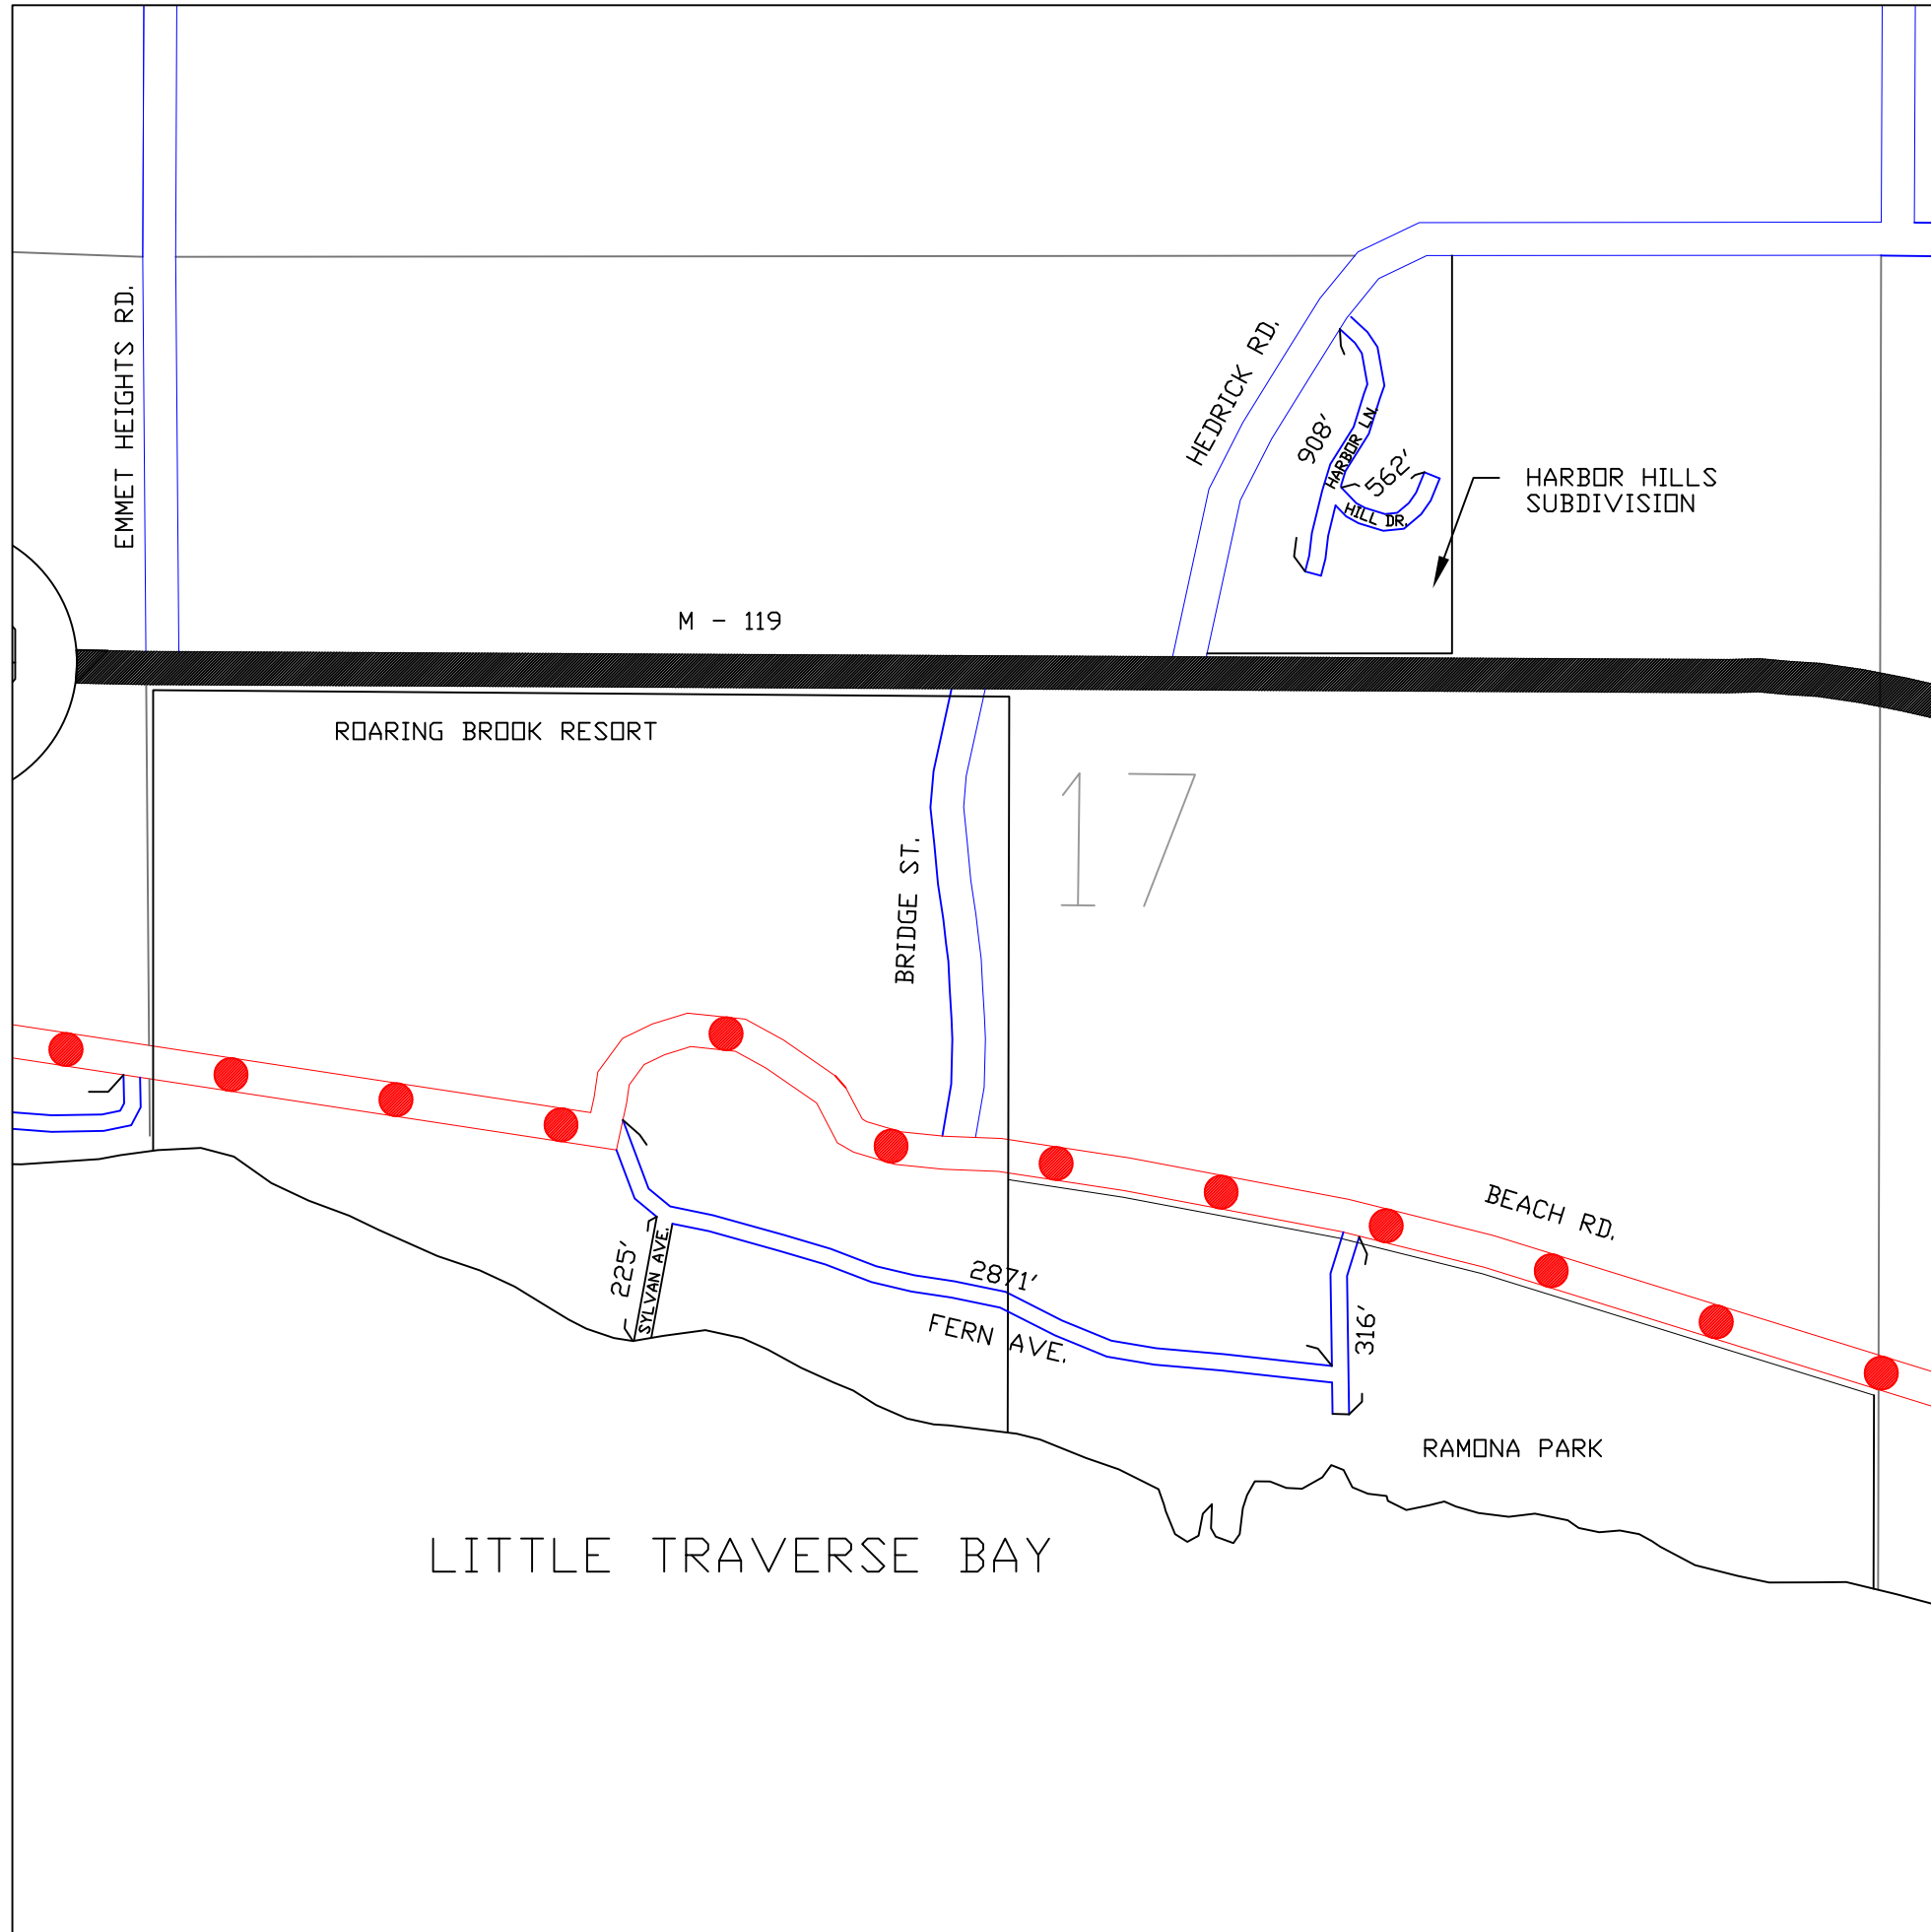 EMMET HEIGHTS RD.
HEDRICK RD.
908'
HARBOR LN.
562'
HILL DR.
HARBOR HILLS
SUBDIVISION
M - 119
ROARING BROOK RESORT
17
BRIDGE ST.
BEACH RD.
225'
SYLVAN AVE.
2871'
FERN AVE.
316'
RAMONA PARK
LITTLE TRAVERSE BAY